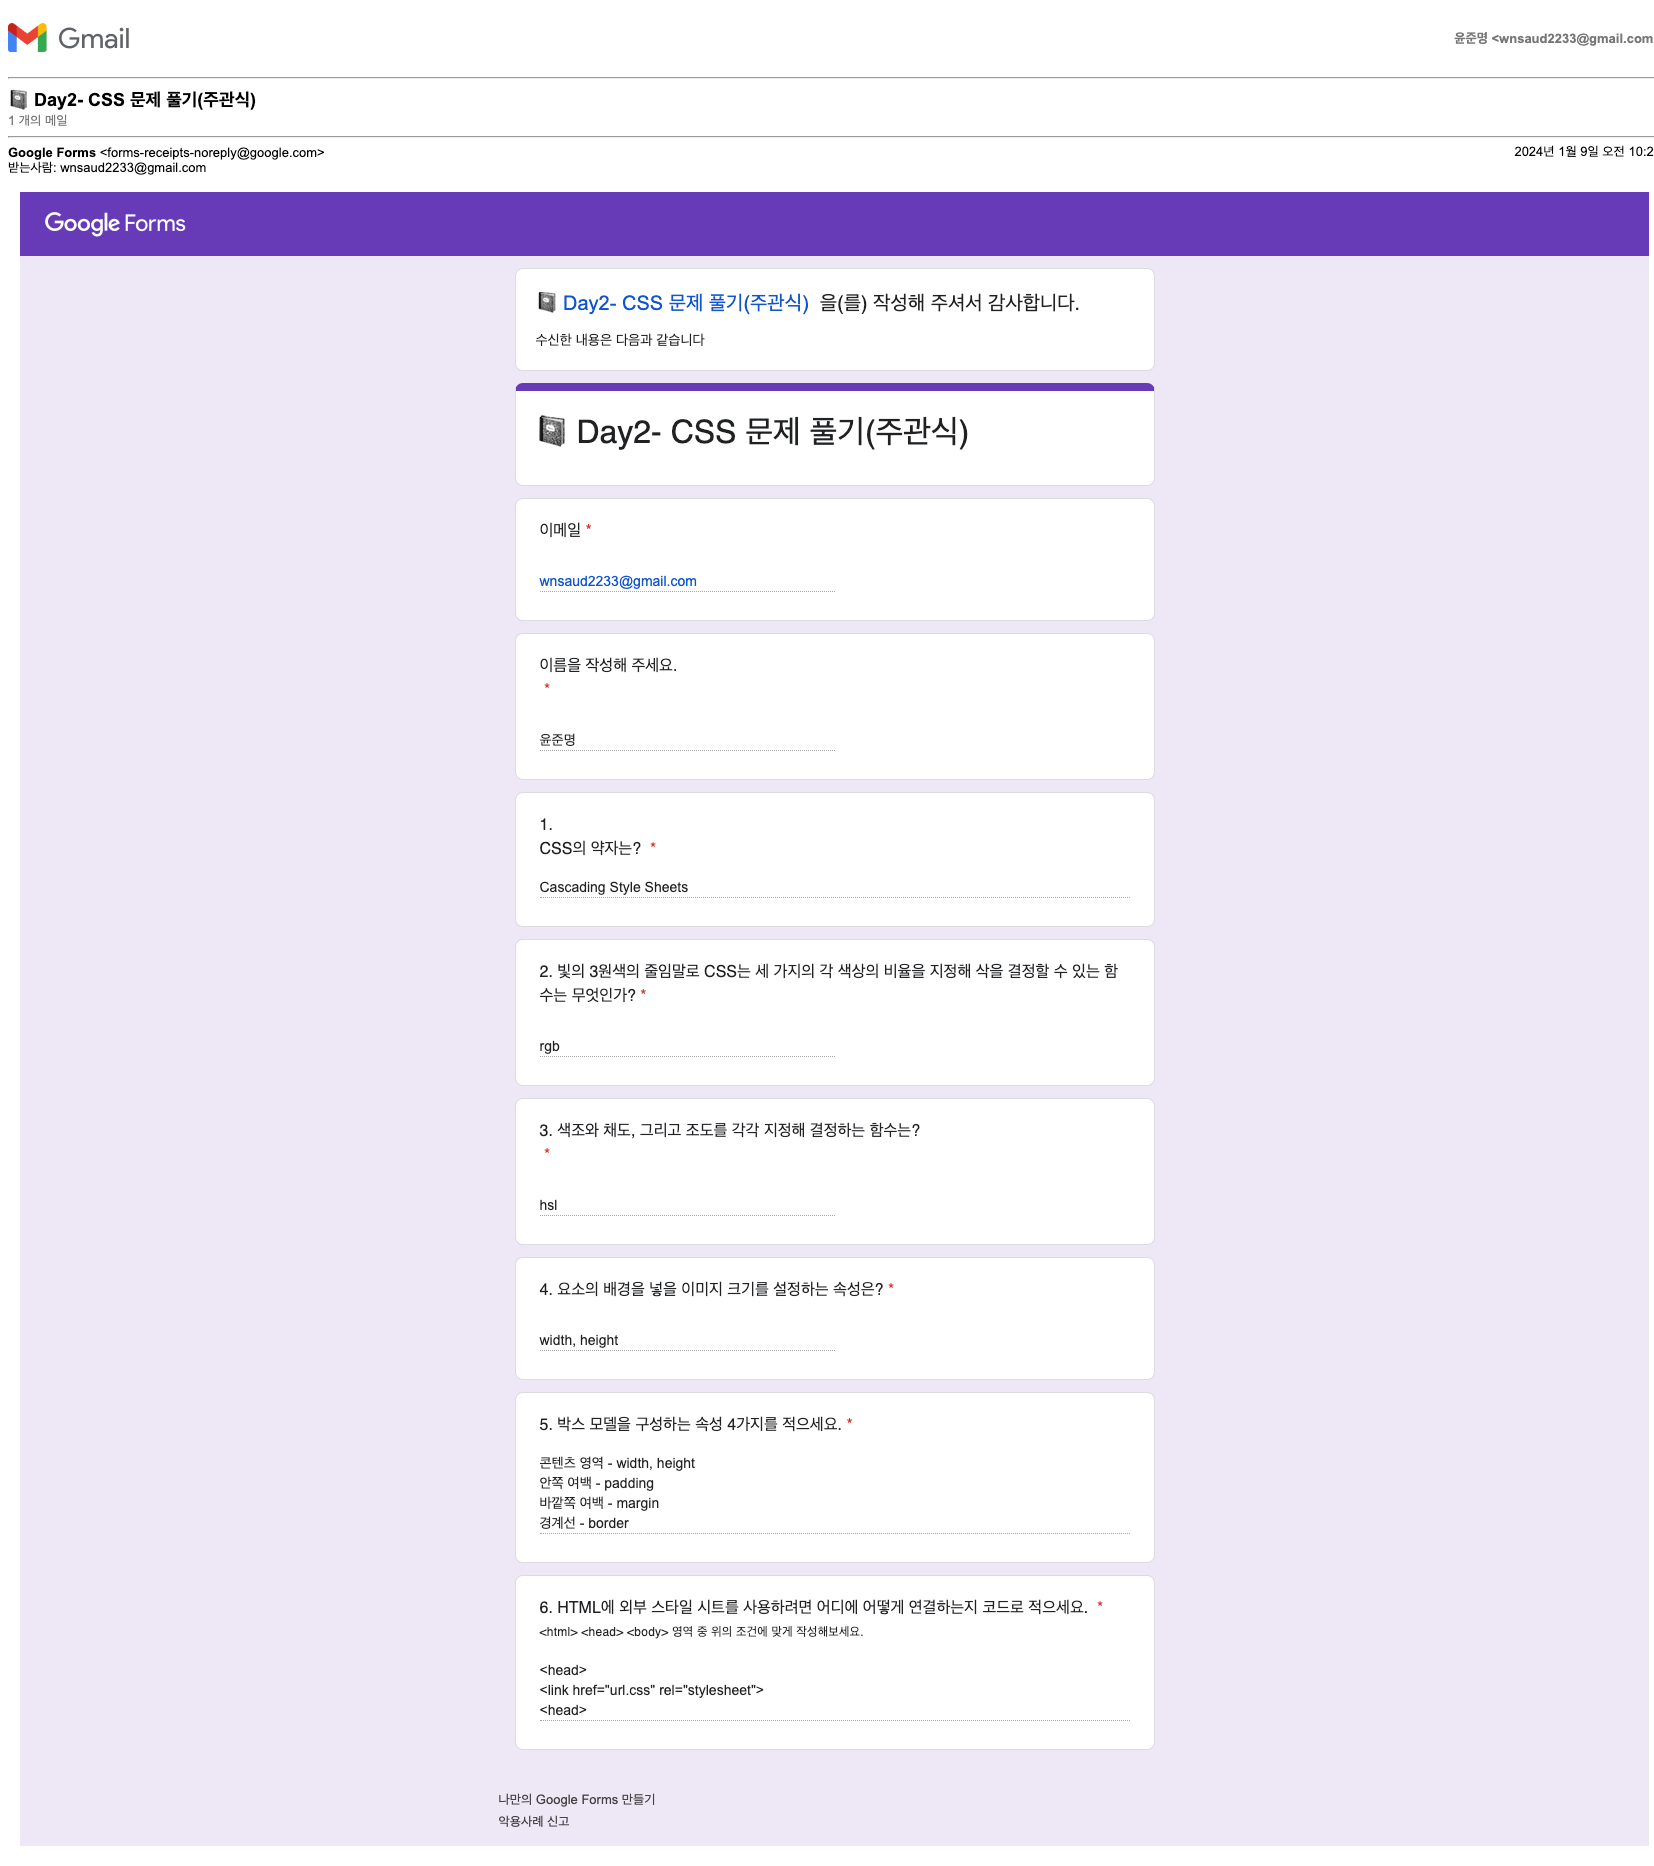 Gmail
윤준명 <wnsaud2233@gmail.com
Day2- CSS 문제 풀기(주관식)
1 개의 메일
Google Forms <forms-receipts-noreply@google.com>
2024년 1월 9일 오전 10:2
받는사람: wnsaud2233@gmail.com
Google Forms
Day2- CSS 문제 풀기(주관식) 을(를) 작성해 주셔서 감사합니다.
수신한 내용은 다음과 같습니다
Day2- CSS 문제 풀기(주관식)
이메일 *
wnsaud2233@gmail.com
이름을 작성해 주세요.
*
윤준명
1.
CSS의 약자는? *
Cascading Style Sheets
2. 빛의 3원색의 줄임말로 CSS는 세 가지의 각 색상의 비율을 지정해 삭을 결정할 수 있는 함
수는 무엇인가? *
rgb
3. 색조와 채도, 그리고 조도를 각각 지정해 결정하는 함수는?
*
hsl
4. 요소의 배경을 넣을 이미지 크기를 설정하는 속성은? *
width, height
5. 박스 모델을 구성하는 속성 4가지를 적으세요. *
콘텐츠 영역 - width, height
안쪽 여백 - padding
바깥쪽 여백 - margin
경계선 - border
6. HTML에 외부 스타일 시트를 사용하려면 어디에 어떻게 연결하는지 코드로 적으세요. *
<html> <head> <body> 영역 중 위의 조건에 맞게 작성해보세요.
<head>
<link href="url.css" rel="stylesheet">
<head>
나만의 Google Forms 만들기
악용사례 신고